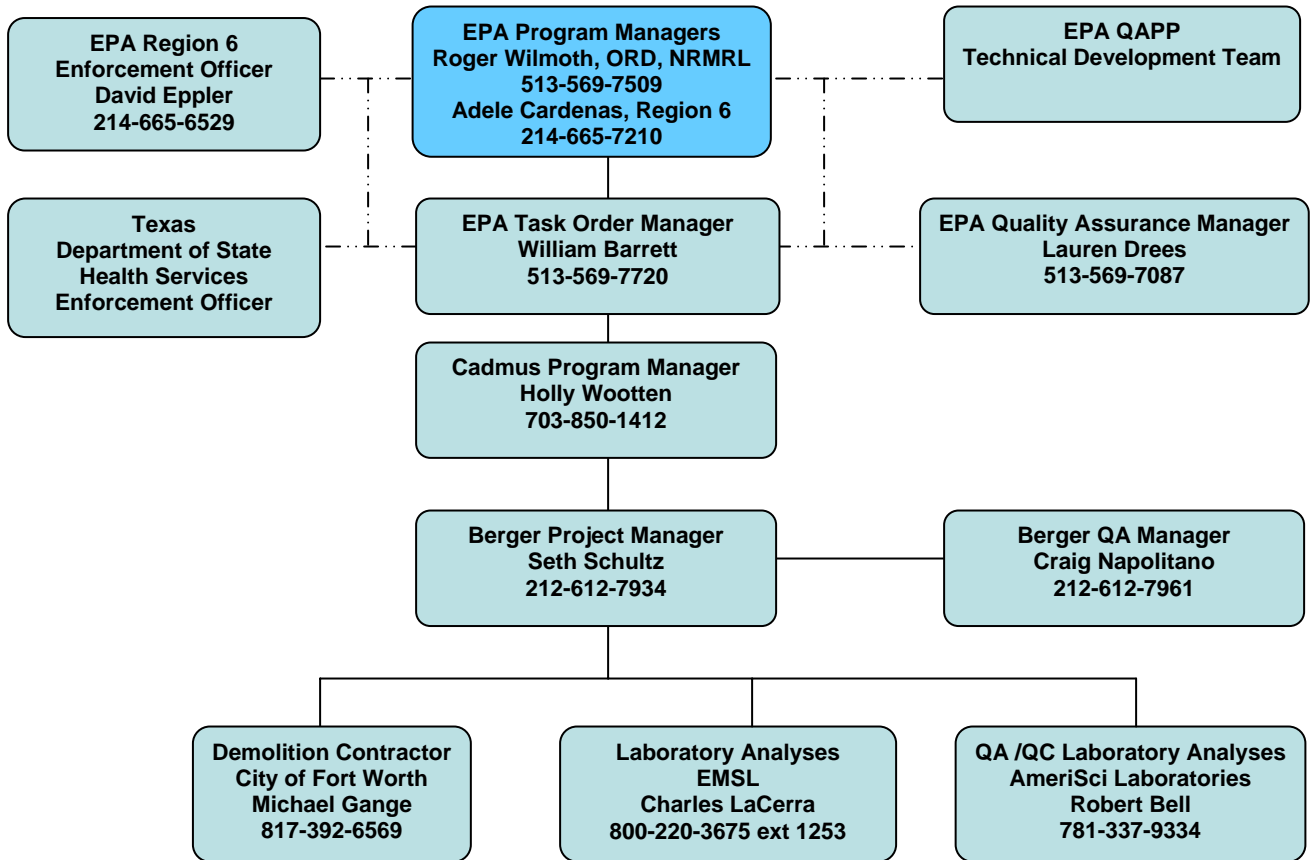 EPA Region 6
Enforcement Officer
David Eppler
214-665-6529
EPA Program Managers
Roger Wilmoth, ORD, NRMRL
513-569-7509
Adele Cardenas, Region 6
214-665-7210
EPA QAPP
Technical Development Team
Texas
Department of State
Health Services
Enforcement Officer
EPA Task Order Manager
William Barrett
513-569-7720
EPA Quality Assurance Manager
Lauren Drees
513-569-7087
Cadmus Program Manager
Holly Wootten
703-850-1412
Berger Project Manager
Seth Schultz
212-612-7934
Berger QA Manager
Craig Napolitano
212-612-7961
Demolition Contractor
City of Fort Worth
Michael Gange
817-392-6569
Laboratory Analyses
EMSL
Charles LaCerra
800-220-3675 ext 1253
QA /QC Laboratory Analyses
AmeriSci Laboratories
Robert Bell
781-337-9334